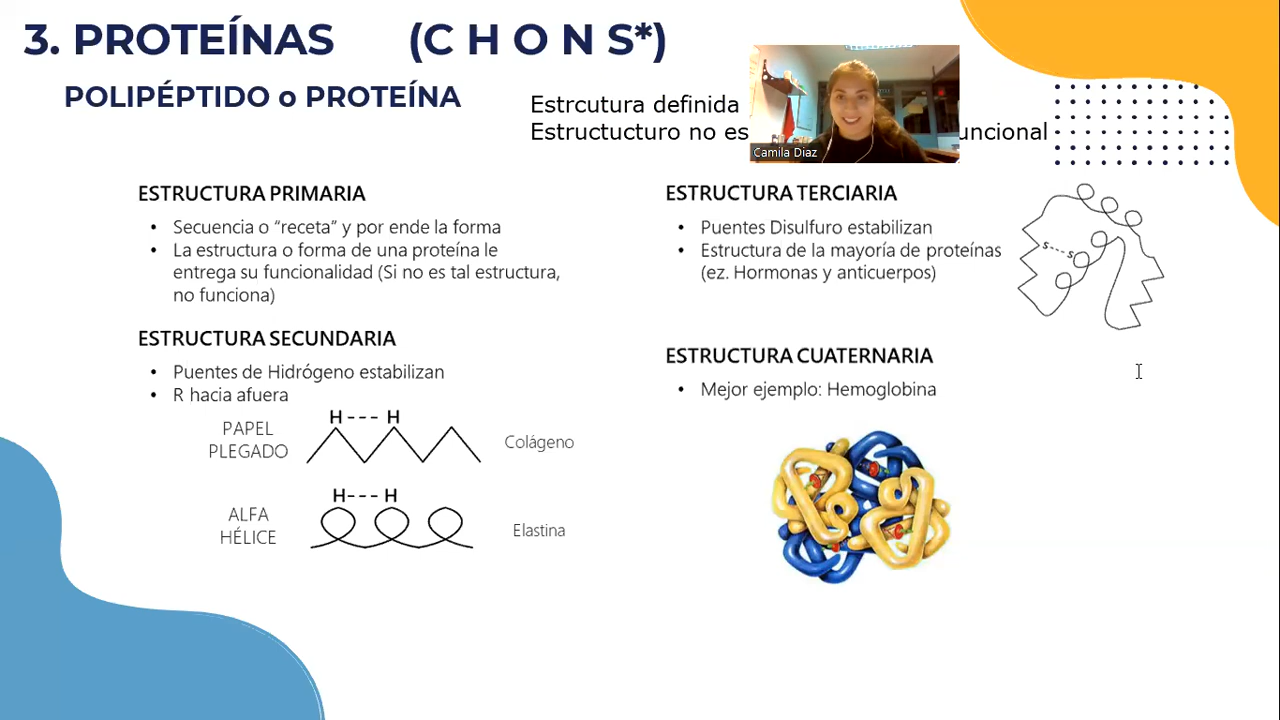 3. PROTEÍNAS (C H O N S*)
POLIPÉPTIDO o PROTEÍNA
Estrcutura definida
Estructucturo no es
uncional
Camila Diaz
ESTRUCTURA PRIMARIA
• Secuencia o “receta” y por ende la forma
• La estructura o forma de una proteína le
entrega su funcionalidad (Si no es tal estructura,
no funciona)
ESTRUCTURA SECUNDARIA
• Puentes de Hidrógeno estabilizan
• R hacia afuera
H --- H
PAPEL
PLEGADO
Colágeno
H --- H
ALFA
HÉLICE
Elastina
ESTRUCTURA TERCIARIA
• Puentes Disulfuro estabilizan
• Estructura de la mayoría de proteínas
(ez. Hormonas y anticuerpos)
s----s
ESTRUCTURA CUATERNARIA
• Mejor ejemplo: Hemoglobina